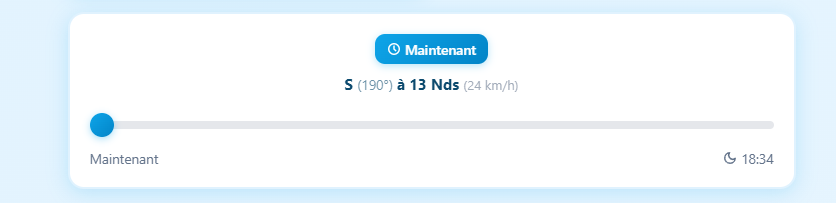 Maintenant
S (190°) à 13 Nds (24 km/h)
Maintenant
18:34